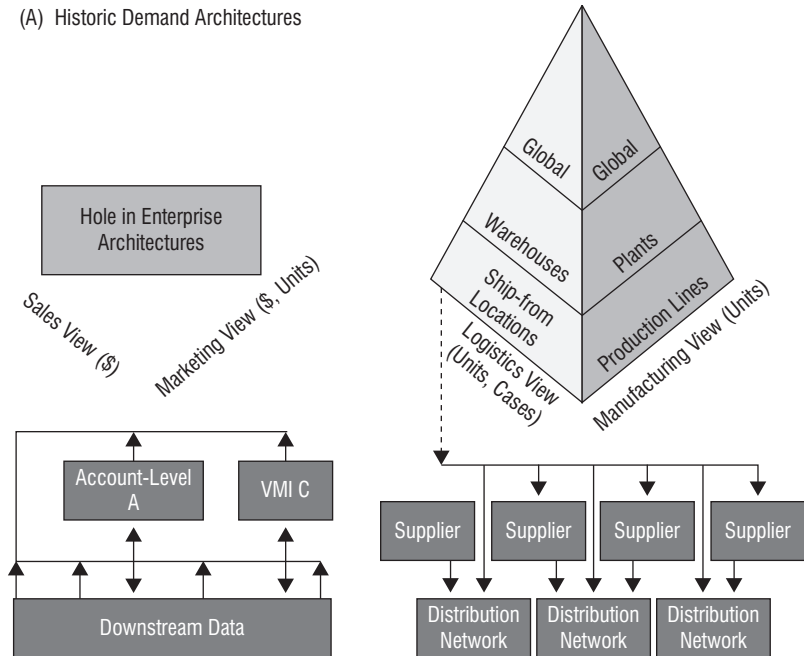 (A) Historic Demand Architectures
Hole in Enterprise
Architectures
Sales View ($)
Marketing View ($, Units)
Account-Level
A
VMI C
Downstream Data
Global
Global
Warehouses
Plants
Ship-from
Locations
Production Lines
Logistics View
(Units, Cases)
Manufacturing View (Units)
Supplier
Supplier
Supplier
Supplier
Distribution
Network
Distribution
Network
Distribution
Network